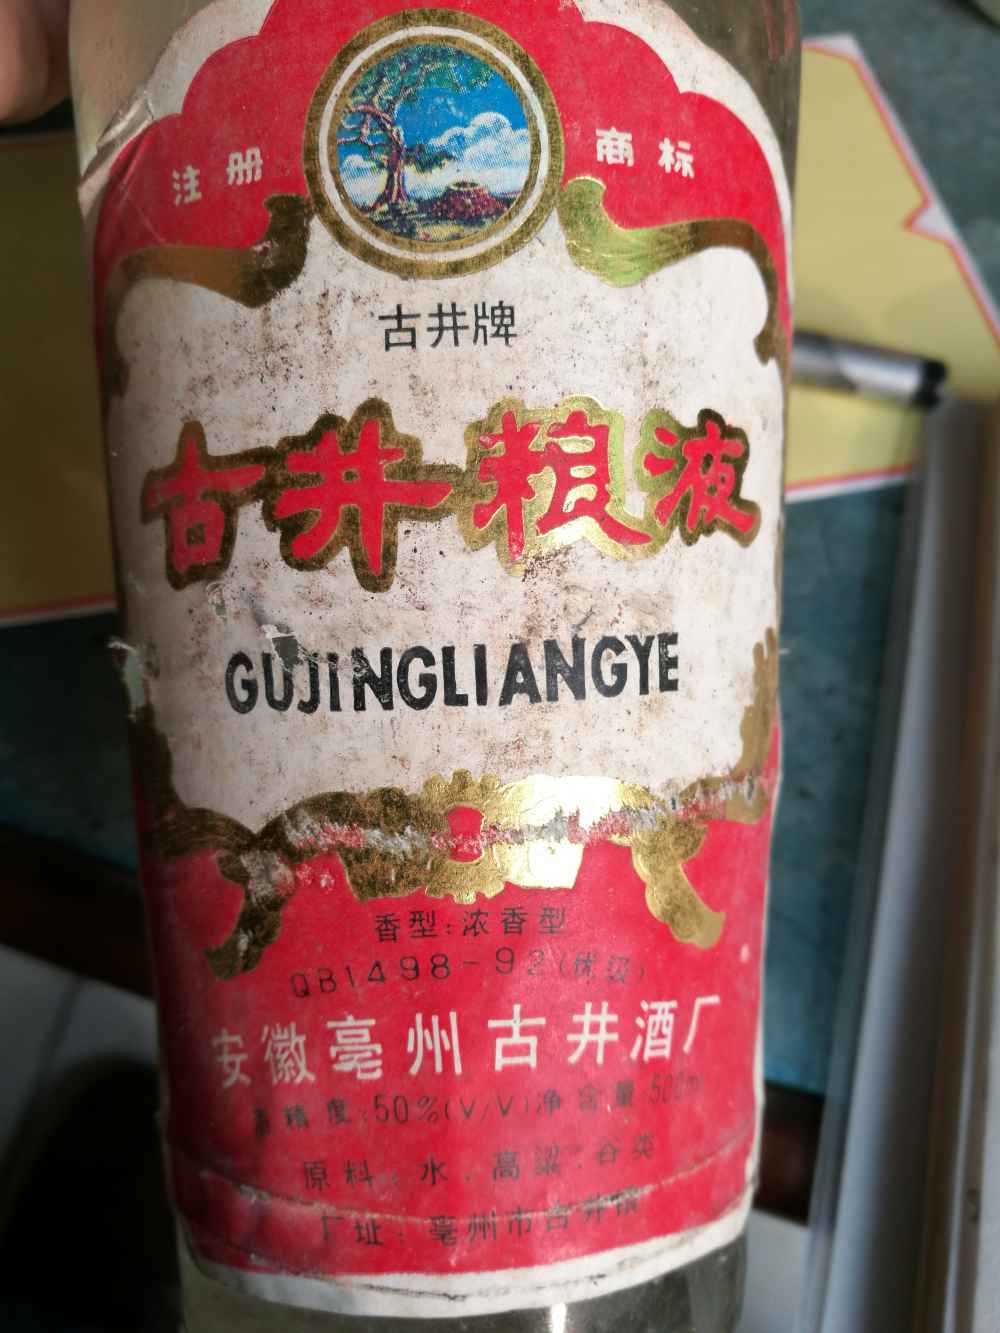 注册 商标
古井牌
古井粮液
GUJINGLIANGYE
香型:浓香型
QB1498-92(优级)
安徽亳州古井酒厂
酒精度:50%(V/V)净含量500ml
原料:水.高粱.谷类
厂址:亳州市古井镇